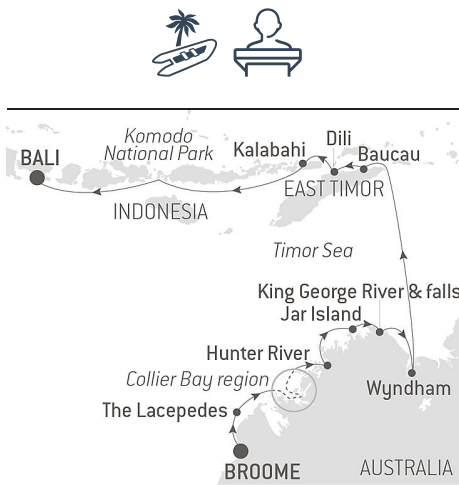 Komodo
National Park
Dili
Kalabahi
Baucau
BALI
EAST TIMOR
INDONESIA
Timor Sea
King George River & falls
Jar Island
Hunter River
Collier Bay region
Wyndham
The Lacepedes
BROOME
AUSTRALIA